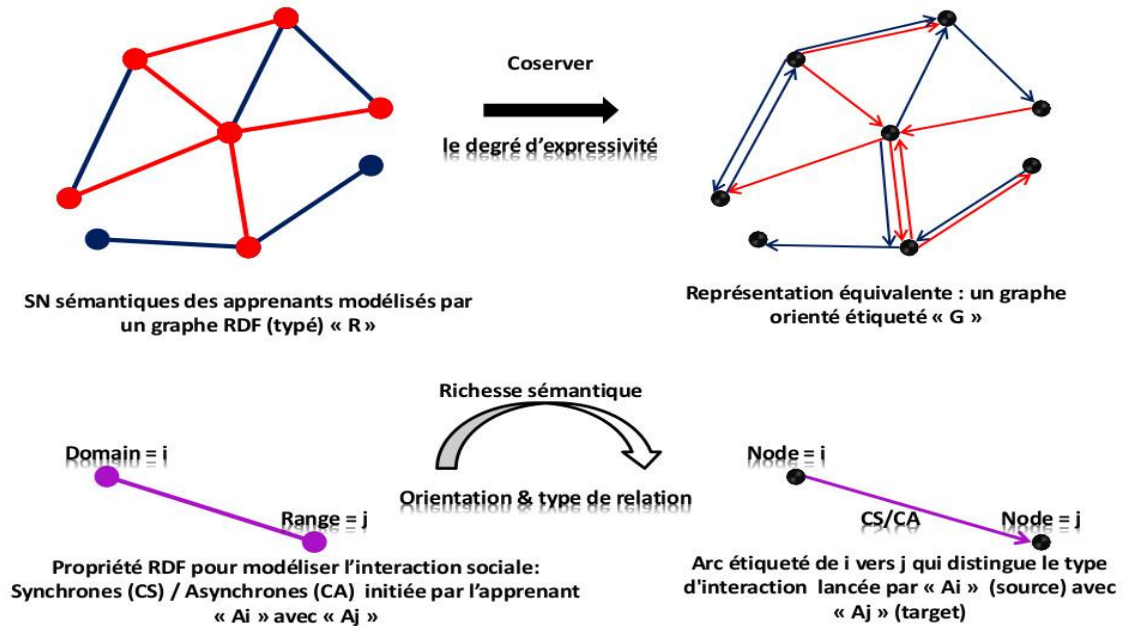 Coserver
le degré d'expressivité
SN sémantiques des apprenants modélisés par
un graphe RDF (typé) « R »
Représentation équivalente : un graphe
orienté étiqueté « G »
Richesse sémantique
Orientation & type de relation
Domain = i
Range = j
Propriété RDF pour modéliser l'interaction sociale:
Synchrones (CS) / Asynchrones (CA) initiée par l'apprenant
« Ai » avec « Aj »
Node = i
CS/CA
Node = j
Arc étiqueté de i vers j qui distingue le type
d'interaction lancée par « Ai » (source) avec
« Aj » (target)